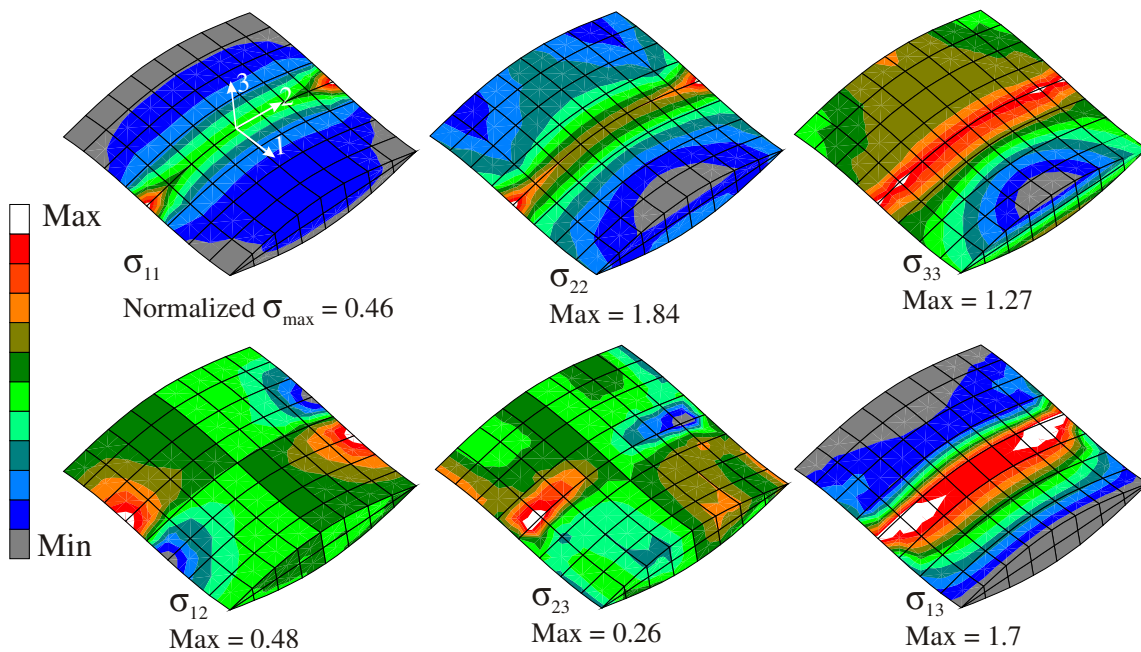 3
2
1
Max
Min
σ₁₁
Normalized σₘₐₓ = 0.46
σ₂₂
Max = 1.84
σ₃₃
Max = 1.27
σ₁₂
Max = 0.48
σ₂₃
Max = 0.26
σ₁₃
Max = 1.7